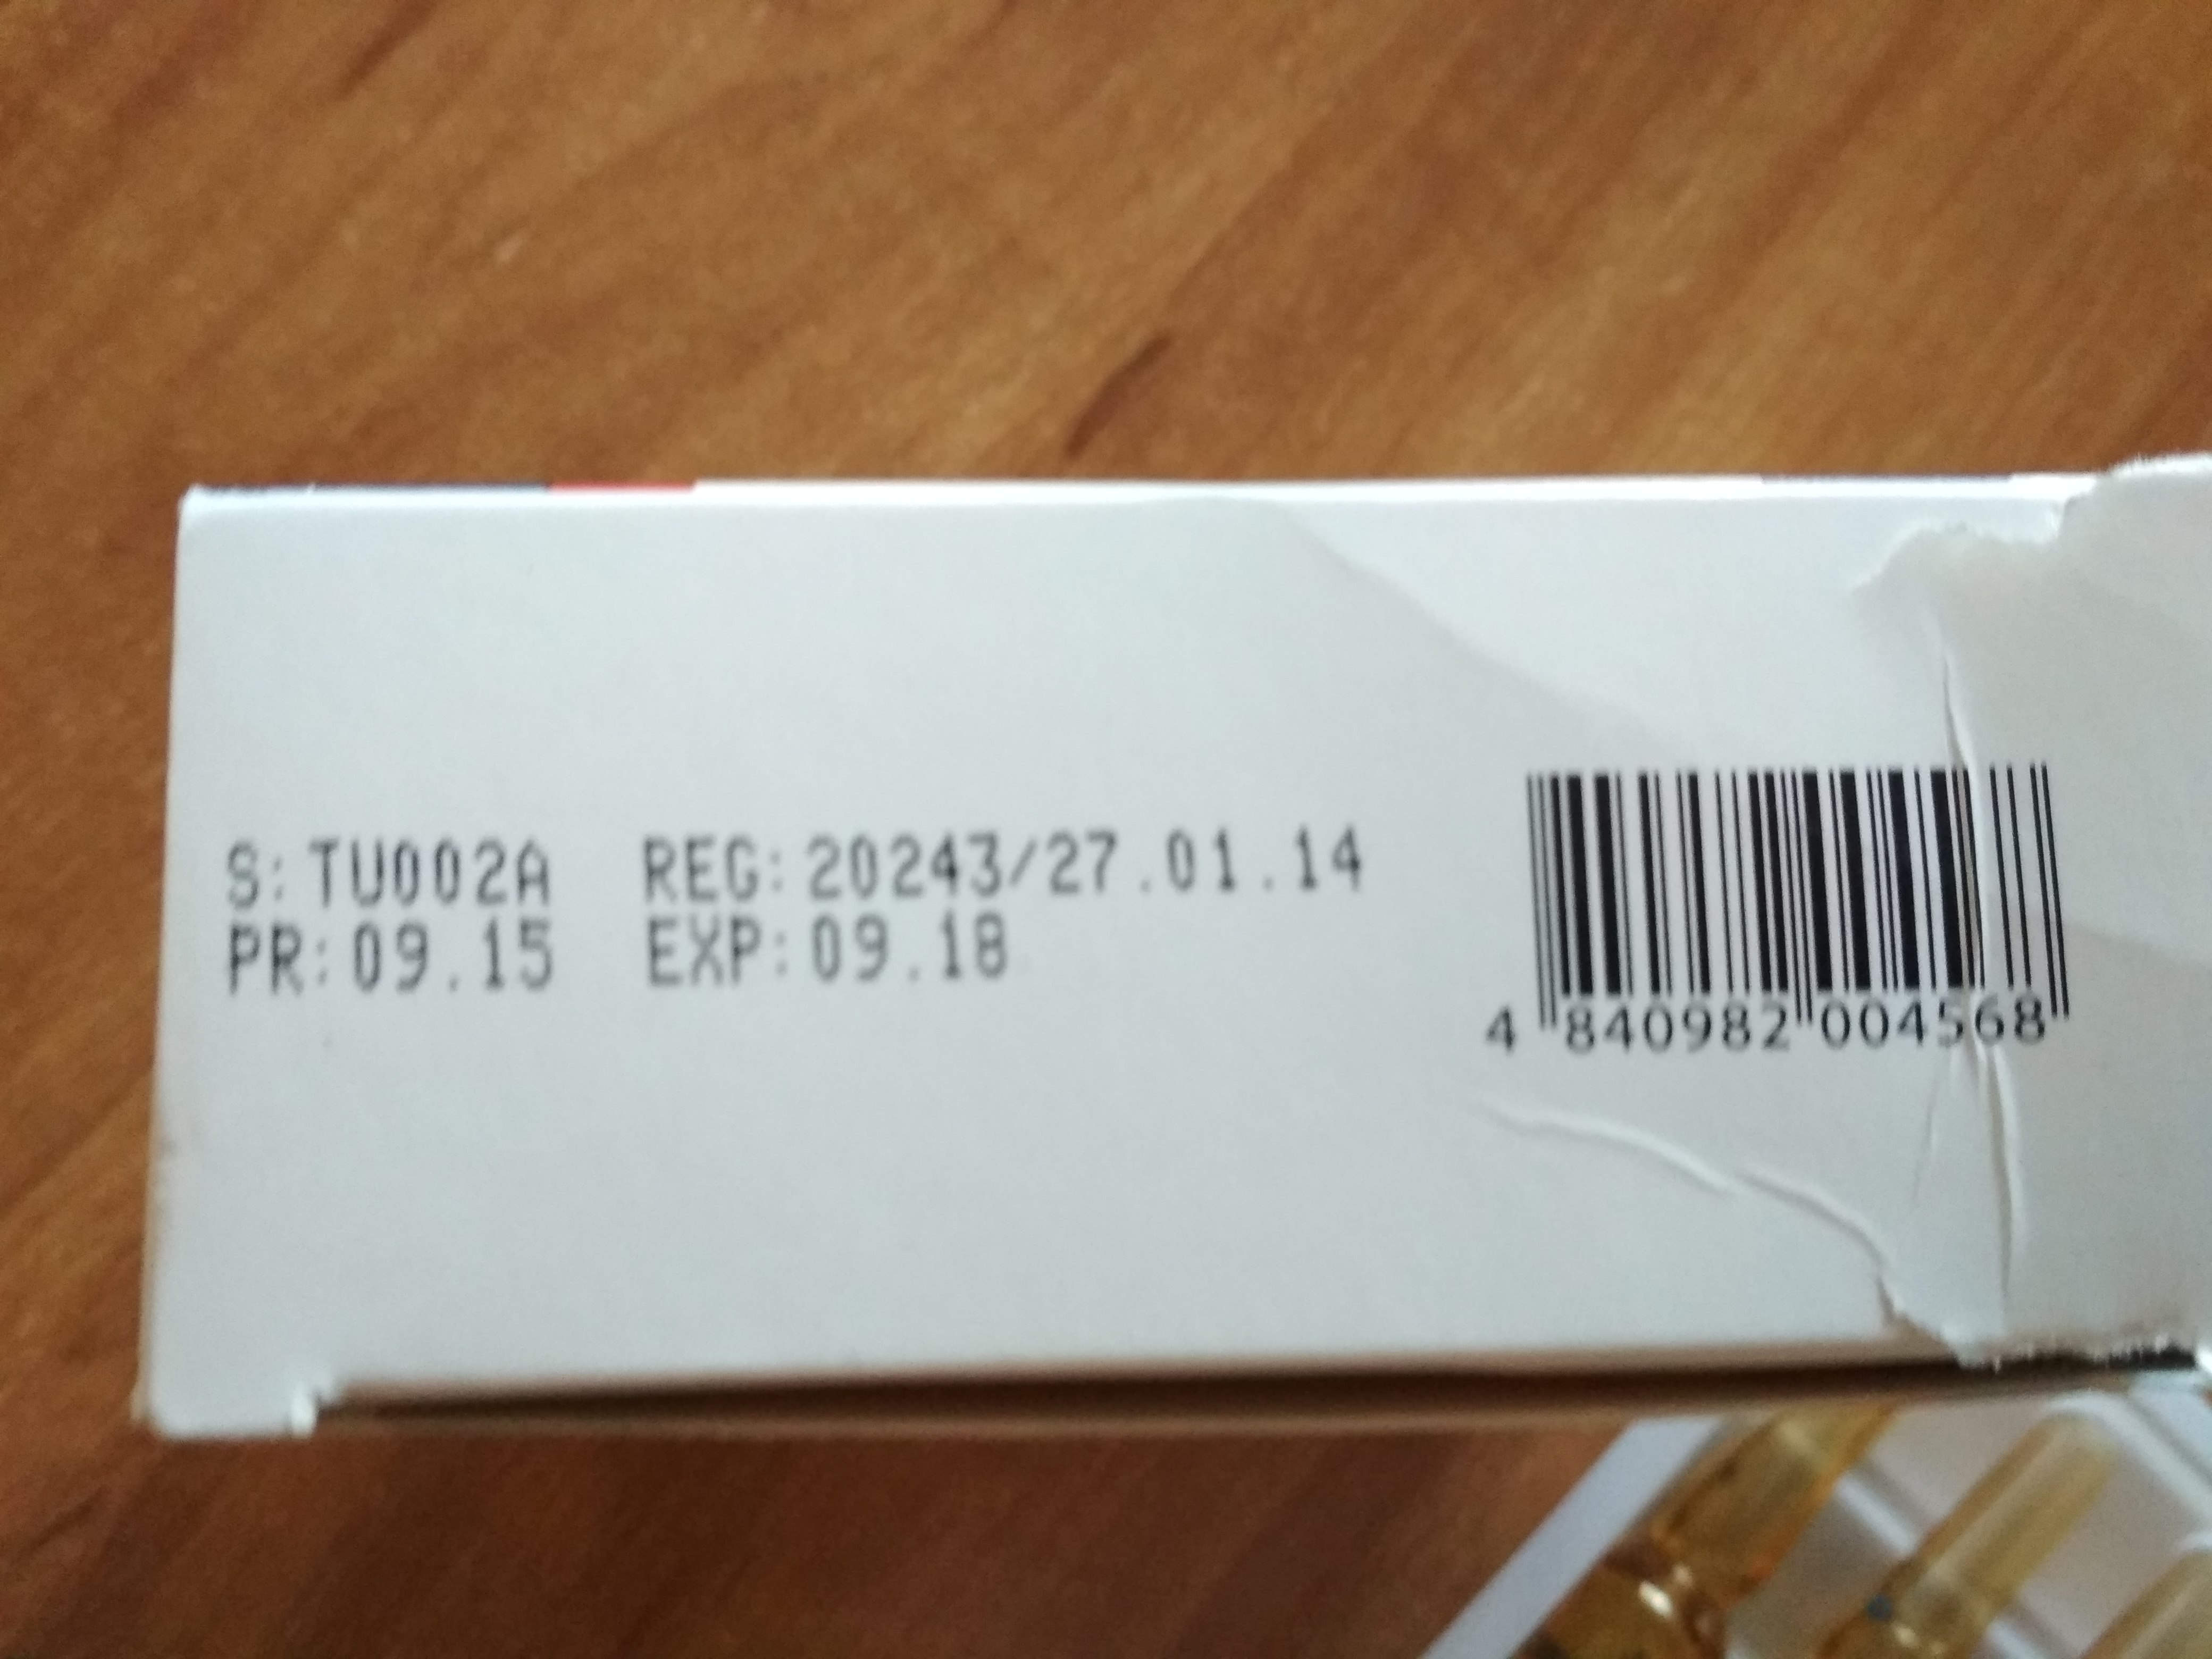 S:TU002A REG:20243/27.01.14
PR:09.15 EXP:09.18
4 840982 004568